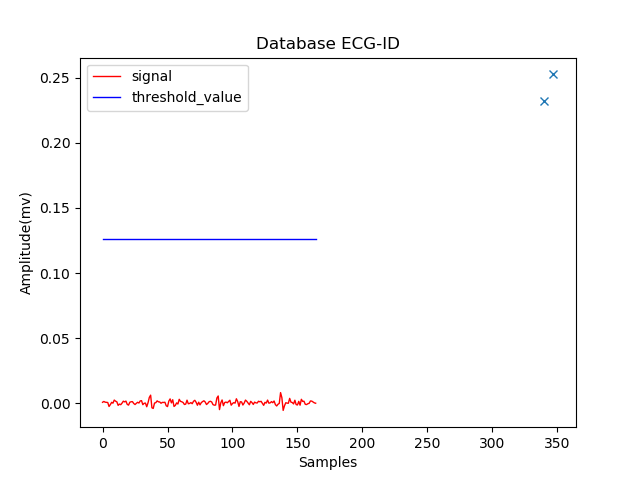 Database ECG-ID
signal
threshold_value
Amplitude(mv)
0.25
0.20
0.15
0.10
0.05
0.00
0 50 100 150 200 250 300 350
Samples